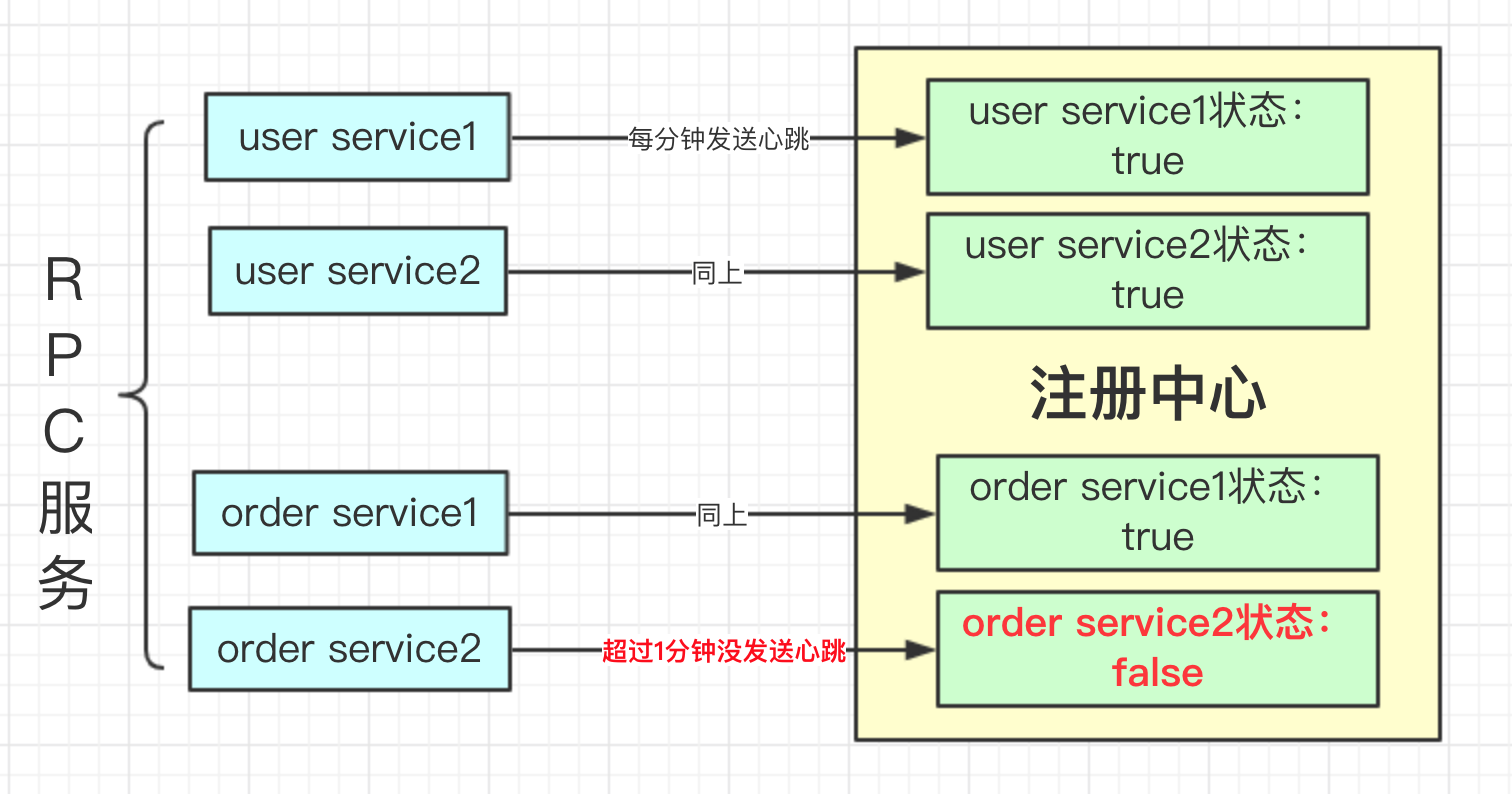 RPC服务
user service1
每分钟发送心跳
user service1状态：
true
user service2
同上
user service2状态：
true
注册中心
order service1
同上
order service1状态：
true
order service2
超过1分钟没发送心跳
order service2状态：
false